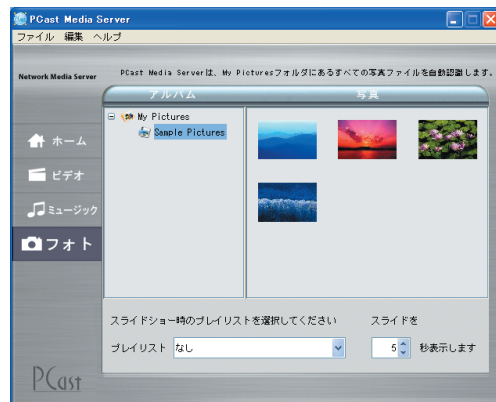 PCast Media Server
ファイル 編集 ヘルプ
Network Media Server
PCast Media Serverは、My Picturesフォルダにあるすべての写真ファイルを自動認識します。
アルバム 写真
My Pictures
Sample Pictures
ホーム
ビデオ
ミュージック
フォト
スライドショー時のプレイリストを選択してください スライドを
プレイリスト なし 5 秒表示します
PCast